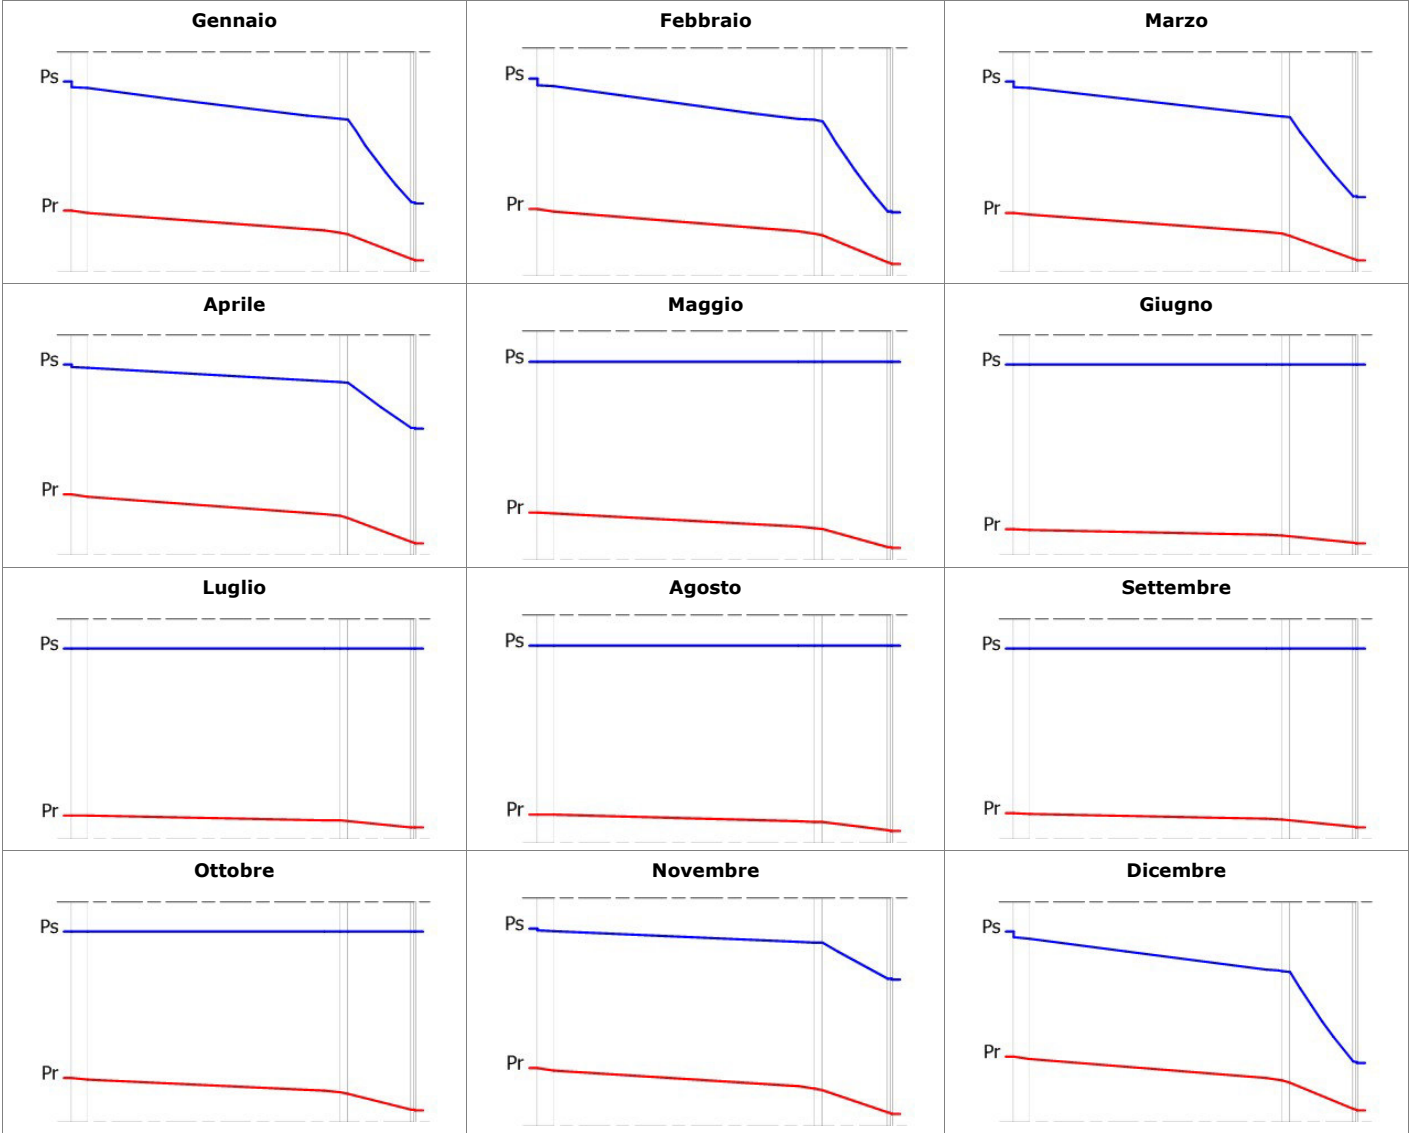 Gennaio
Febbraio
Marzo
Ps
Pr
Ps
Pr
Ps
Pr
Aprile
Maggio
Giugno
Ps
Pr
Ps
Pr
Ps
Pr
Luglio
Agosto
Settembre
Ps
Pr
Ps
Pr
Ps
Pr
Ottobre
Novembre
Dicembre
Ps
Pr
Ps
Pr
Ps
Pr